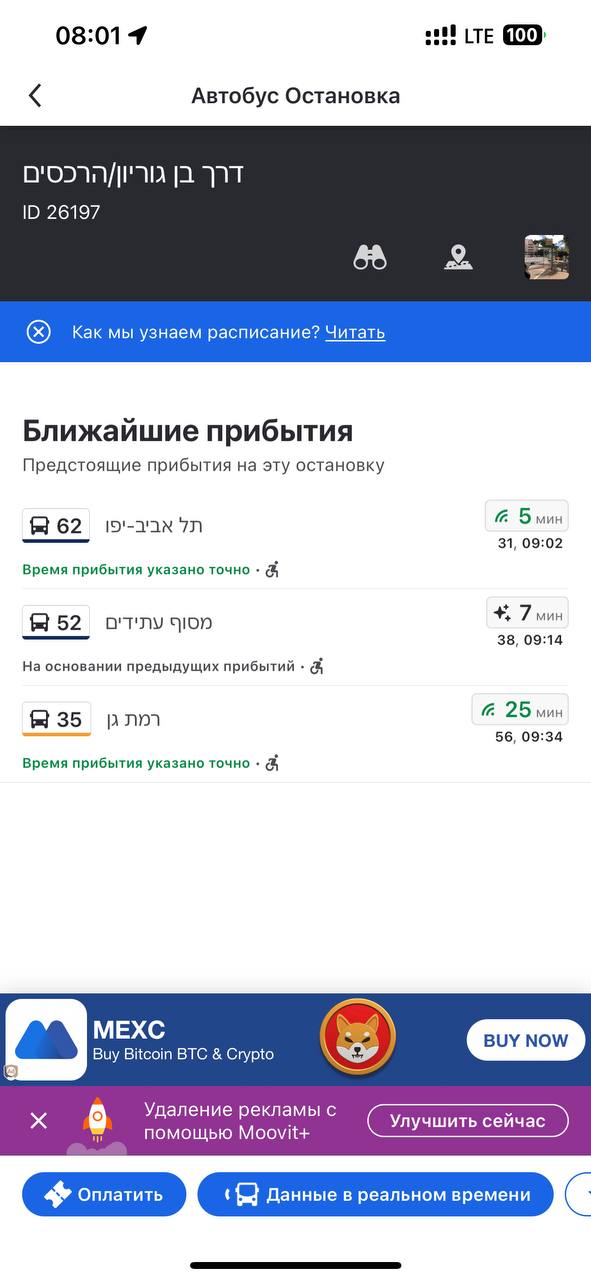 08:01
LTE 100
Автобус Остановка
דרך בן גוריון/הרכסים
ID 26197
Как мы узнаем расписание? Читать
Ближайшие прибытия
Предстоящие прибытия на эту остановку
62 תל אביב-יפו 5 мин
31, 09:02
Время прибытия указано точно •
52 מסוף עתידים 7 мин
38, 09:14
На основании предыдущих прибытий •
35 רמת גן 25 мин
56, 09:34
Время прибытия указано точно •
MEXC
Buy Bitcoin BTC & Crypto
BUY NOW
Удаление рекламы с
помощью Moovit+
Улучшить сейчас
Оплатить
Данные в реальном времени